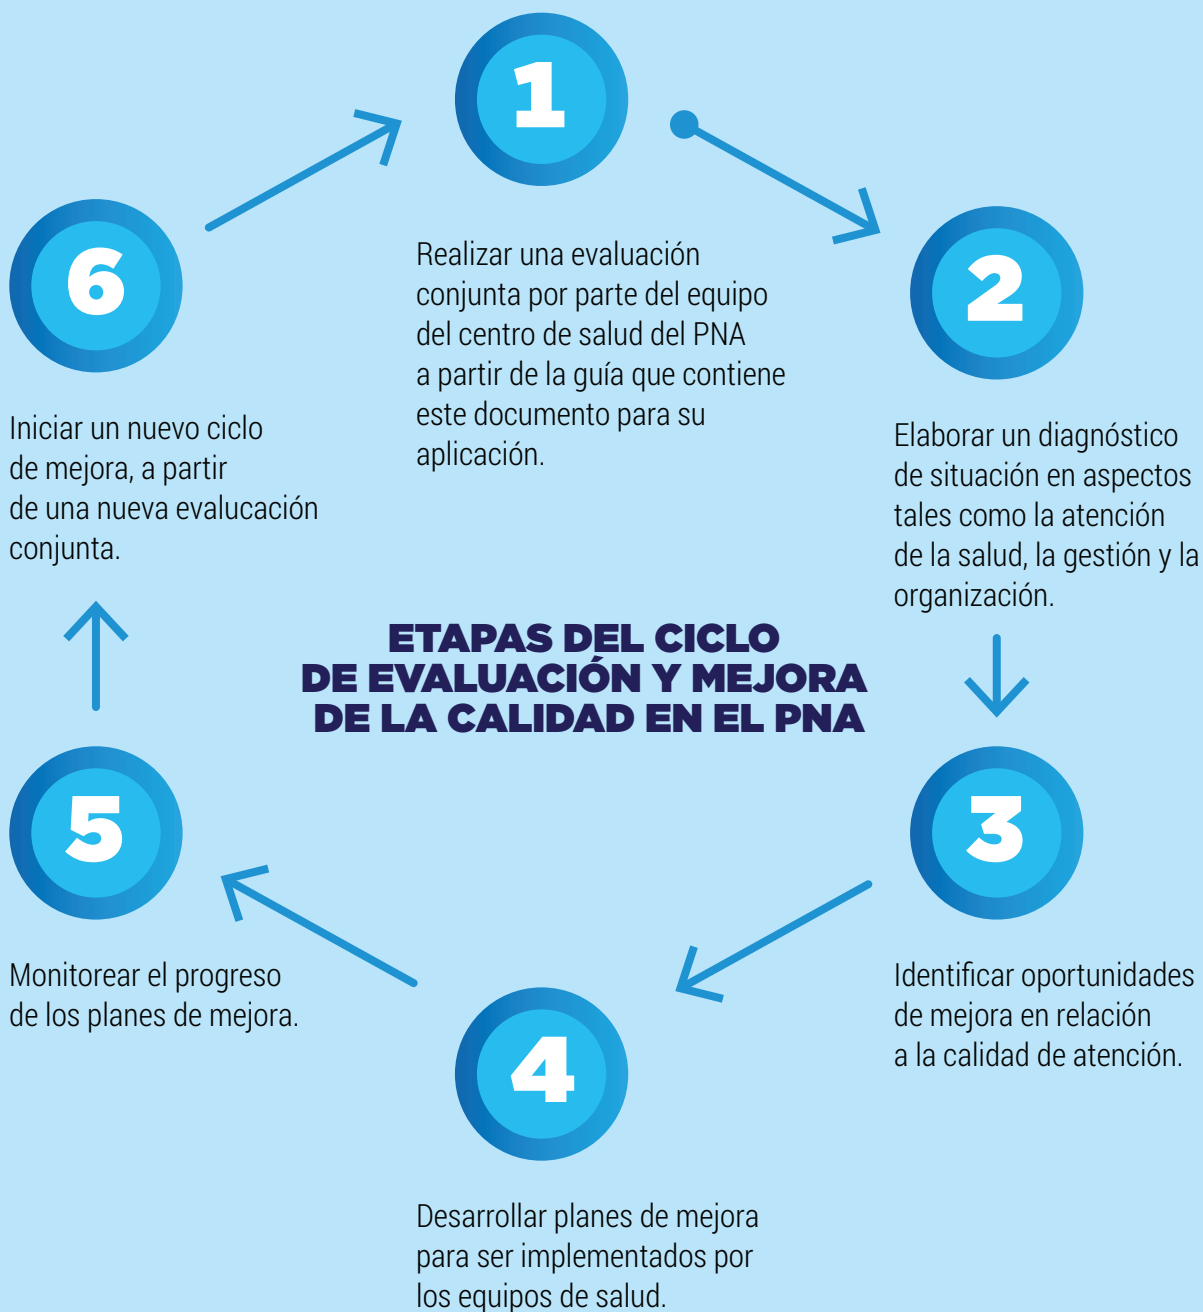 1
Realizar una evaluación
conjunta por parte del equipo
del centro de salud del PNA
a partir de la guía que contiene
este documento para su
aplicación.
2
Elaborar un diagnóstico
de situación en aspectos
tales como la atención
de la salud, la gestión y la
organización.
3
Identificar oportunidades
de mejora en relación
a la calidad de atención.
4
Desarrollar planes de mejora
para ser implementados por
los equipos de salud.
5
Monitorear el progreso
de los planes de mejora.
6
Iniciar un nuevo ciclo
de mejora, a partir
de una nueva evalucación
conjunta.
ETAPAS DEL CICLO
DE EVALUACIÓN Y MEJORA
DE LA CALIDAD EN EL PNA